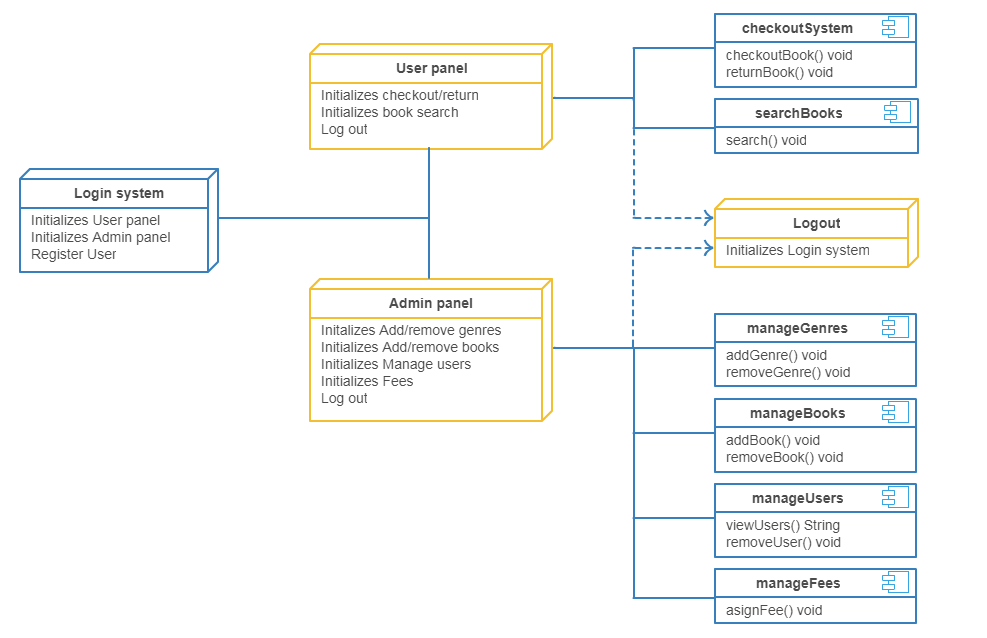 Login system
Initializes User panel
Initializes Admin panel
Register User
User panel
Initializes checkout/return
Initializes book search
Log out
Admin panel
Initalizes Add/remove genres
Initializes Add/remove books
Initializes Manage users
Initializes Fees
Log out
checkoutSystem
checkoutBook() void
returnBook() void
searchBooks
search() void
Logout
Initializes Login system
manageGenres
addGenre() void
removeGenre() void
manageBooks
addBook() void
removeBook() void
manageUsers
viewUsers() String
removeUser() void
manageFees
asignFee() void